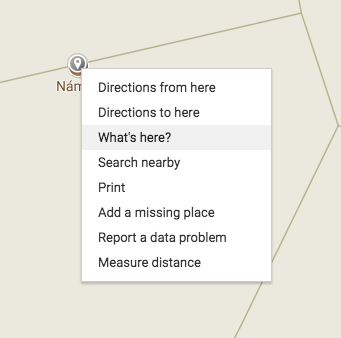 Directions from here
Directions to here
What's here?
Search nearby
Print
Add a missing place
Report a data problem
Measure distance